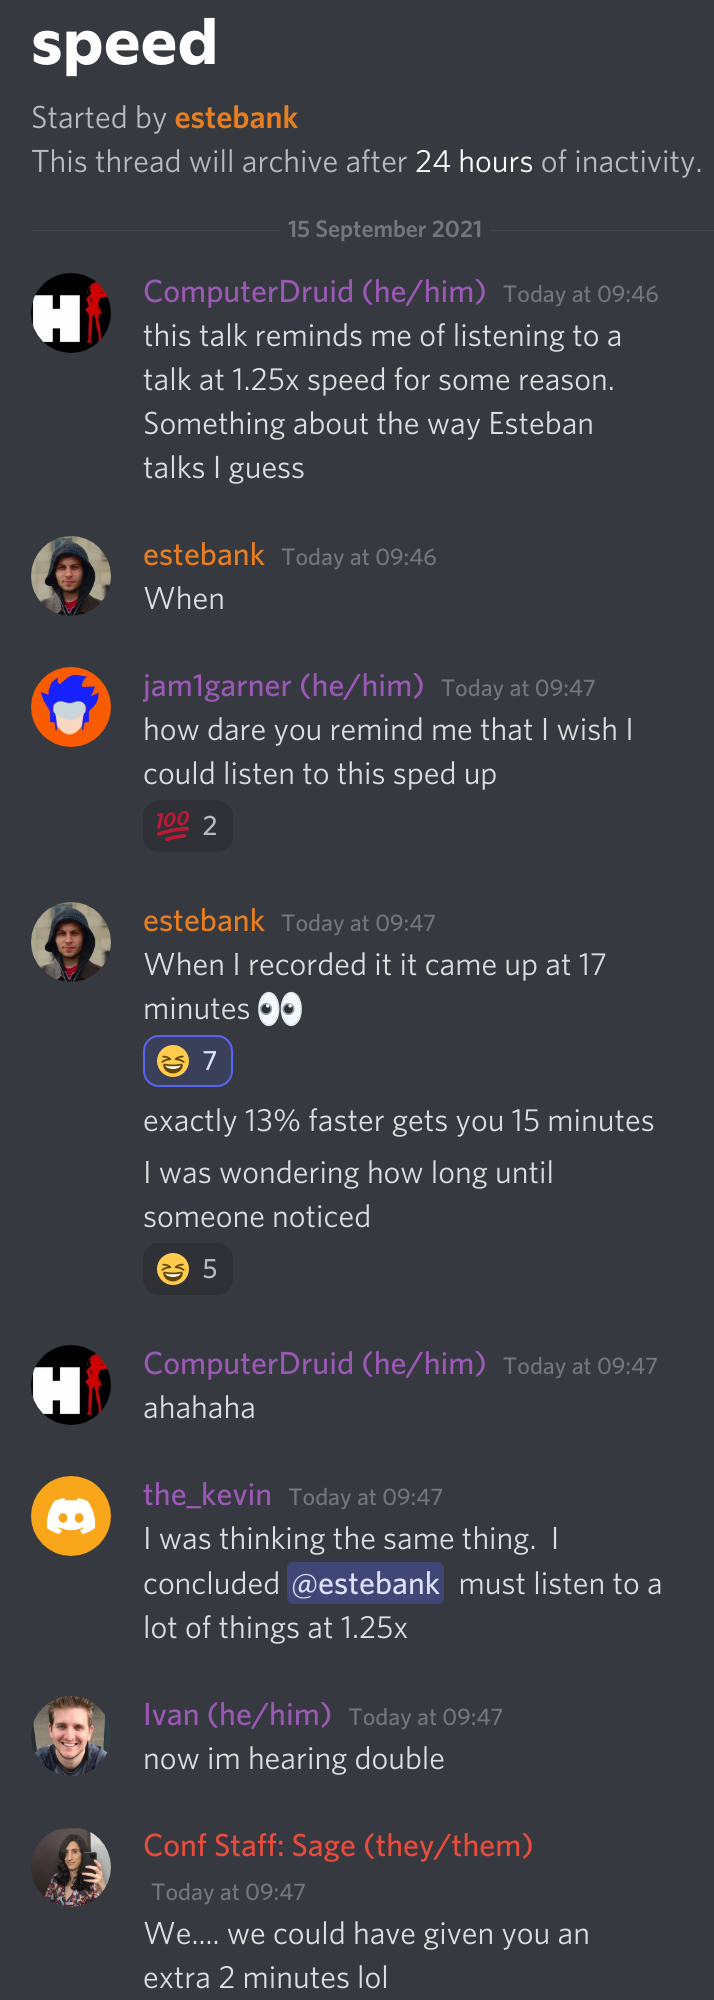 speed
Started by estebank
This thread will archive after 24 hours of inactivity.
15 September 2021
ComputerDruid (he/him) Today at 09:46
this talk reminds me of listening to a
talk at 1.25x speed for some reason.
Something about the way Esteban
talks I guess
estebank Today at 09:46
When
jam1garner (he/him) Today at 09:47
how dare you remind me that I wish I
could listen to this sped up
💯 2
estebank Today at 09:47
When I recorded it it came up at 17
minutes 👀
😆 7
exactly 13% faster gets you 15 minutes
I was wondering how long until
someone noticed
😆 5
ComputerDruid (he/him) Today at 09:47
ahahaha
the_kevin Today at 09:47
I was thinking the same thing.  I
concluded @estebank  must listen to a
lot of things at 1.25x
Ivan (he/him) Today at 09:47
now im hearing double
Conf Staff: Sage (they/them)
Today at 09:47
We.... we could have given you an
extra 2 minutes lol